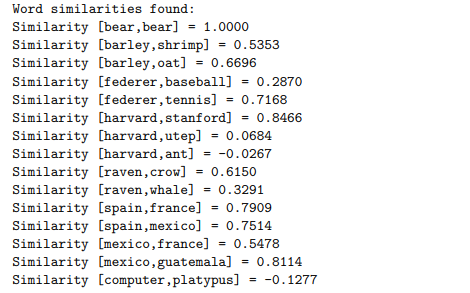 Word similarities found:
Similarity [bear,bear] = 1.0000
Similarity [barley,shrimp] = 0.5353
Similarity [barley,oat] = 0.6696
Similarity [federer,baseball] = 0.2870
Similarity [federer,tennis] = 0.7168
Similarity [harvard,stanford] = 0.8466
Similarity [harvard,utep] = 0.0684
Similarity [harvard,ant] = -0.0267
Similarity [raven,crow] = 0.6150
Similarity [raven,whale] = 0.3291
Similarity [spain,france] = 0.7909
Similarity [spain,mexico] = 0.7514
Similarity [mexico,france] = 0.5478
Similarity [mexico,guatemala] = 0.8114
Similarity [computer,platypus] = -0.1277